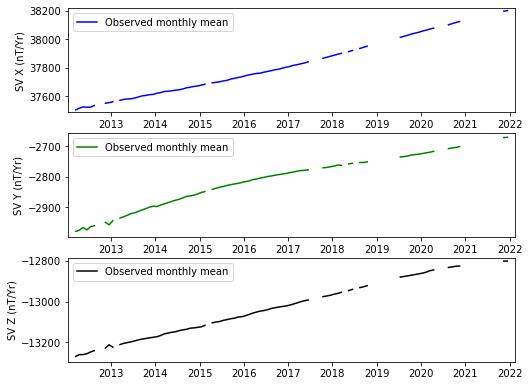 38200
38000
37800
37600
SV X (nT/Yr)
Observed monthly mean
2013 2014 2015 2016 2017 2018 2019 2020 2021 2022
−2700
−2800
−2900
SV Y (nT/Yr)
Observed monthly mean
2013 2014 2015 2016 2017 2018 2019 2020 2021 2022
−12800
−13000
−13200
SV Z (nT/Yr)
Observed monthly mean
2013 2014 2015 2016 2017 2018 2019 2020 2021 2022